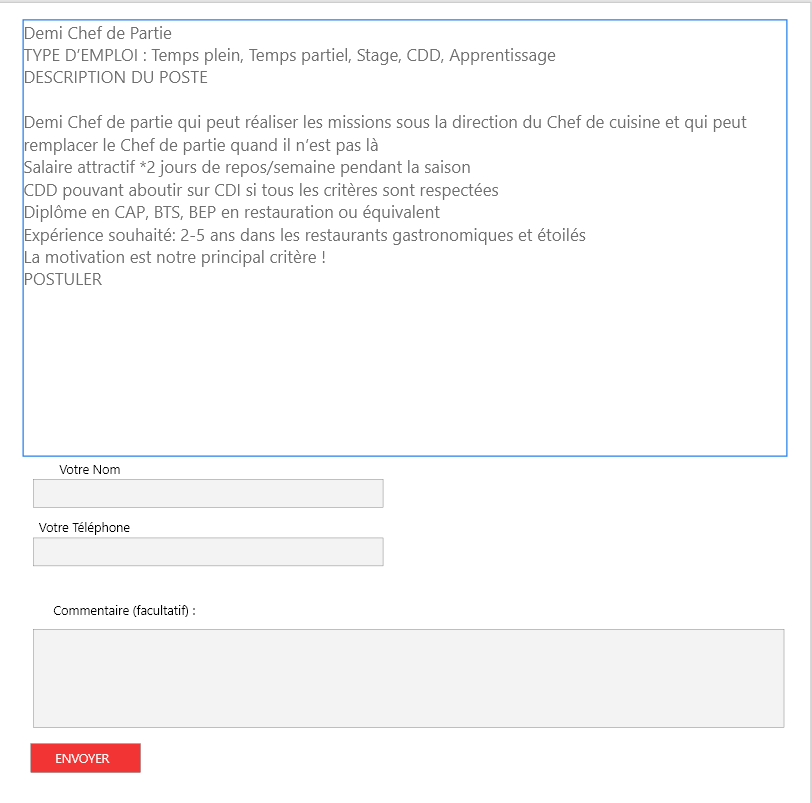 Demi Chef de Partie
TYPE D’EMPLOI : Temps plein, Temps partiel, Stage, CDD, Apprentissage
DESCRIPTION DU POSTE
Demi Chef de partie qui peut réaliser les missions sous la direction du Chef de cuisine et qui peut
remplacer le Chef de partie quand il n’est pas là
Salaire attractif *2 jours de repos/semaine pendant la saison
CDD pouvant aboutir sur CDI si tous les critères sont respectées
Diplôme en CAP, BTS, BEP en restauration ou équivalent
Expérience souhaité: 2-5 ans dans les restaurants gastronomiques et étoilés
La motivation est notre principal critère !
POSTULER
Votre Nom
Votre Téléphone
Commentaire (facultatif) :
ENVOYER